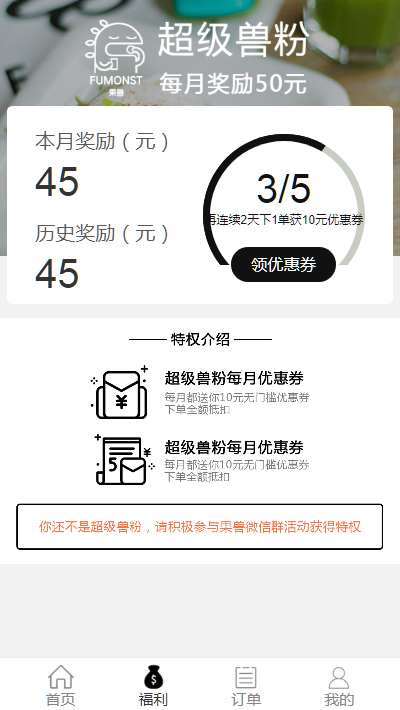 超级兽粉
FUMONST
果兽
每月奖励50元
本月奖励（元）
45
历史奖励（元）
45
3/5
再连续2天下1单获10元优惠券
领优惠券
特权介绍
超级兽粉每月优惠券
每月都送你10元无门槛优惠券
下单全额抵扣
¥
超级兽粉每月优惠券
每月都送你10元无门槛优惠券
下单全额抵扣
5
¥
你还不是超级兽粉，请积极参与果兽微信群活动获得特权
首页
$
福利
订单
我的